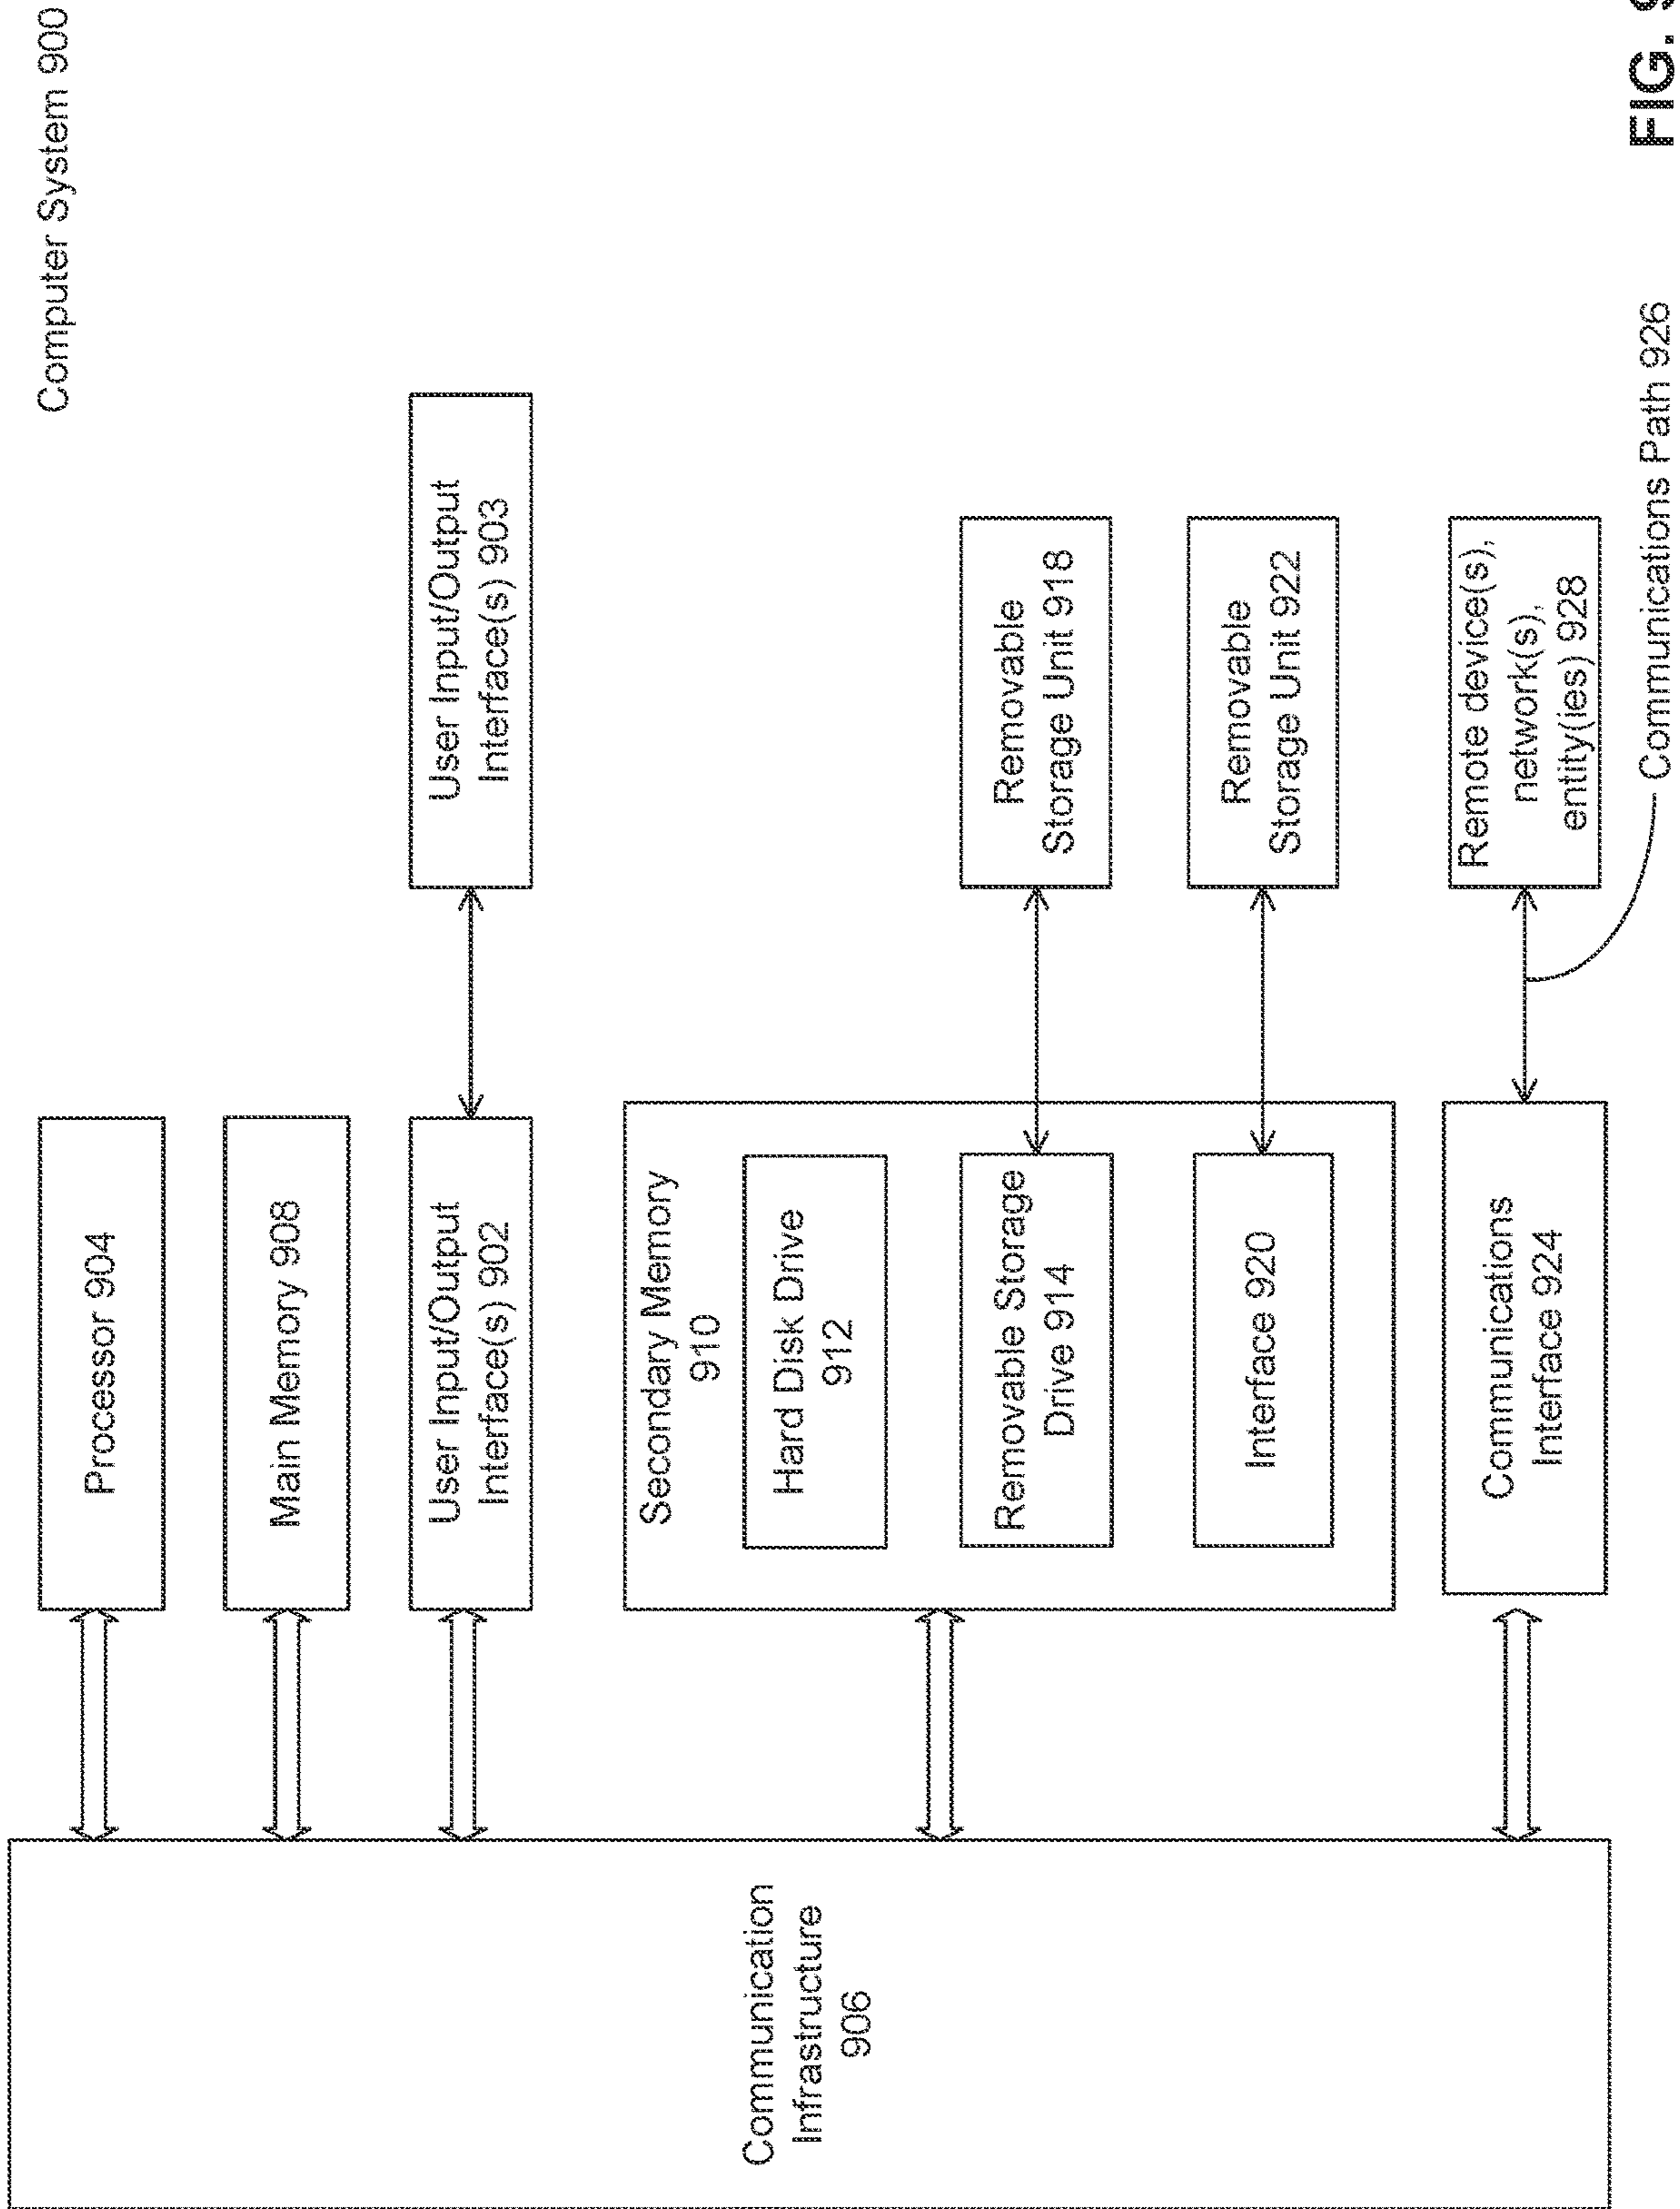 Computer System 900
Processor 904
Main Memory 908
User Input/Output
Interface(s) 902
User Input/Output
Interface(s) 903
Communication
Infrastructure
906
Secondary Memory
910
Hard Disk Drive
912
Removable Storage
Drive 914
Removable
Storage Unit 918
Interface 920
Removable
Storage Unit 922
Communications
Interface 924
Remote device(s),
network(s),
entity(ies) 928
Communications Path 926
FIG. 9